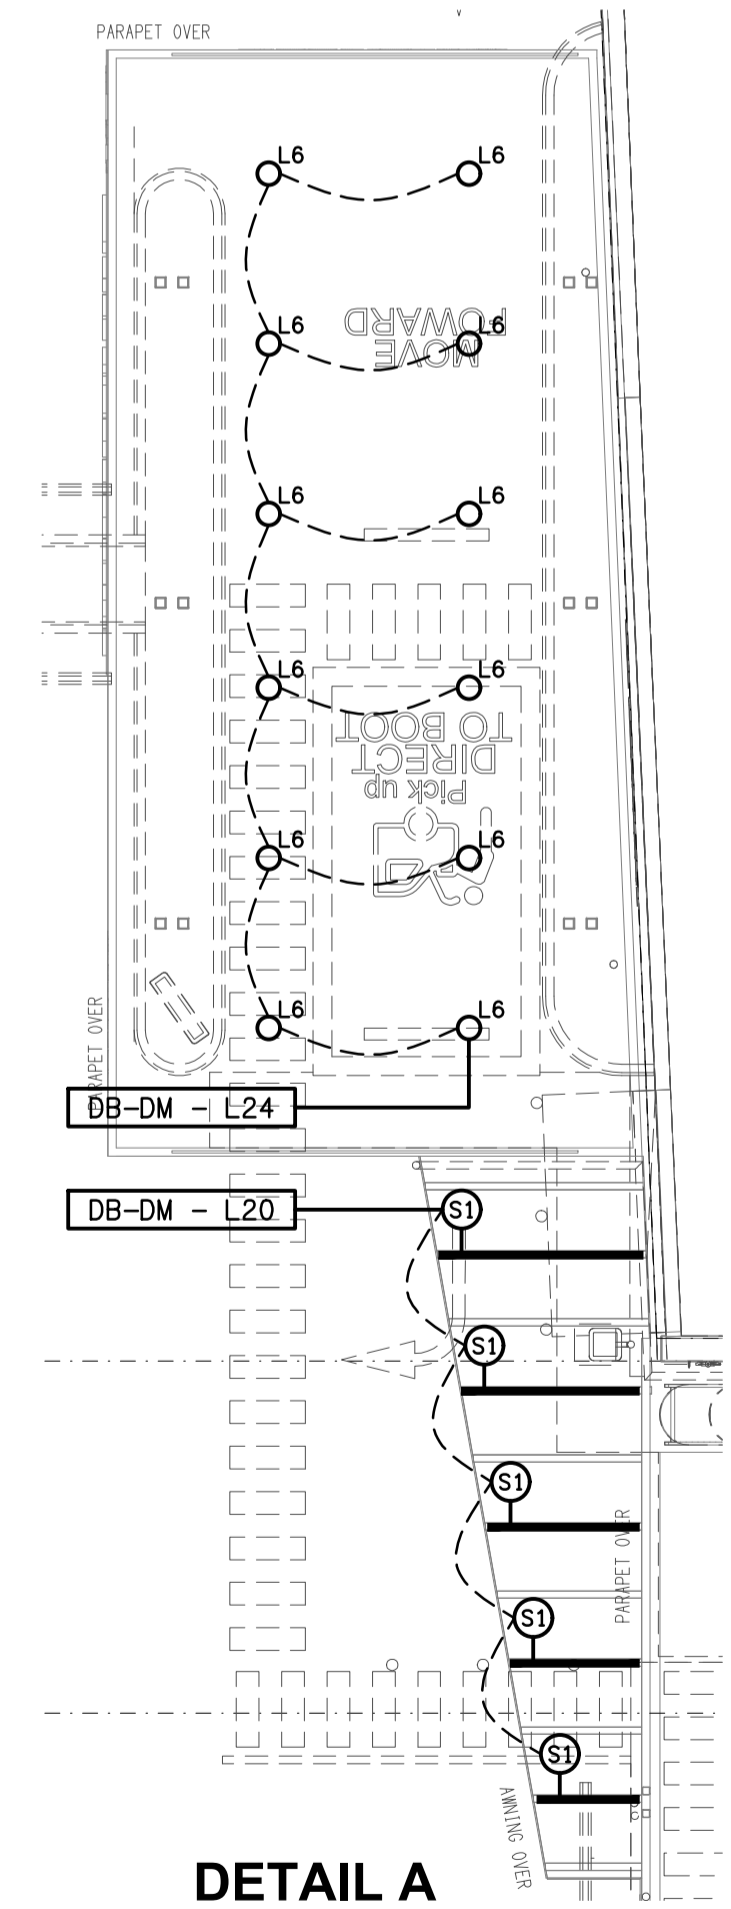 PARAPET OVER
L6
L6
MOVE
FOWARD
L6
L6
L6
L6
L6
L6
Pick up
DIRECT
TO BOOT
L6
L6
PARAPET OVER
L6
L6
DB-DM - L24
DB-DM - L20
S1
S1
S1
PARAPET OVER
S1
S1
AWNING OVER
DETAIL A